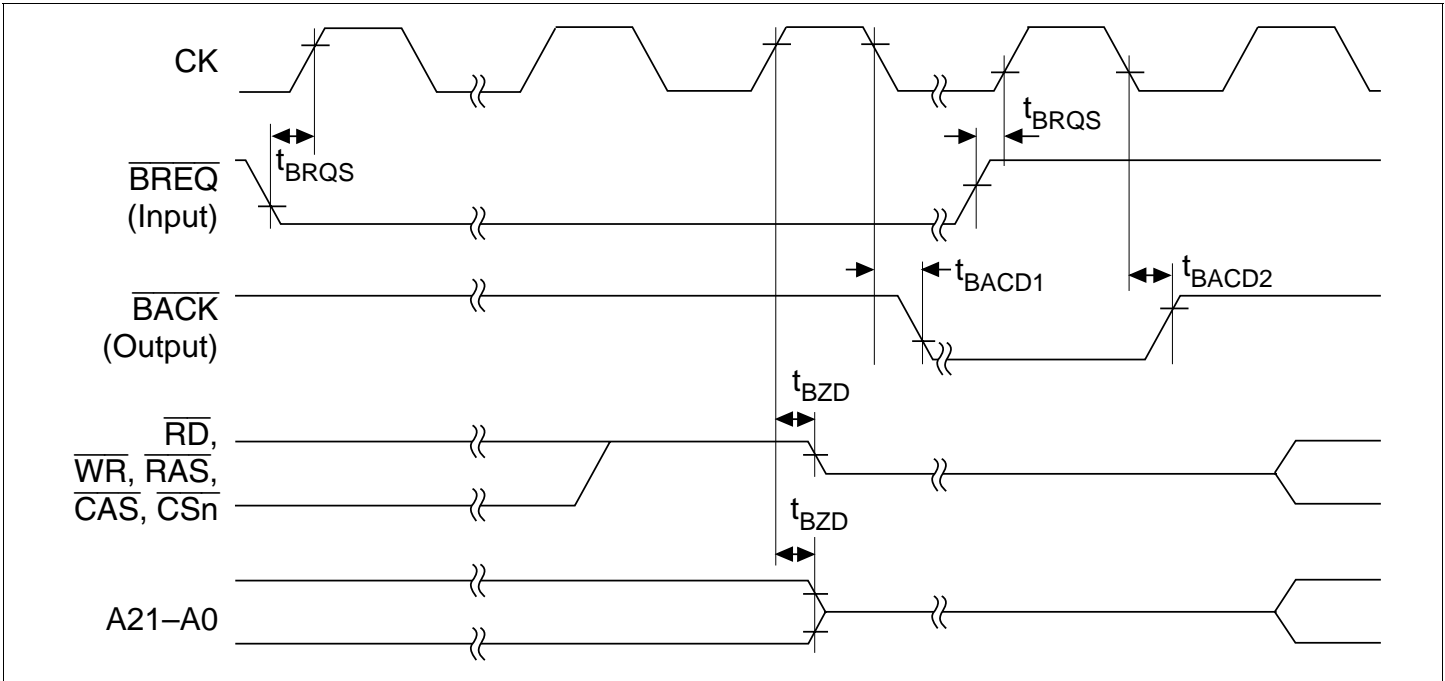 CK
tBRQS
tBRQS
BREQ
(Input)
BACK
(Output)
tBACD1
tBACD2
tBZD
RD,
WR, RAS,
CAS, CSn
tBZD
A21–A0